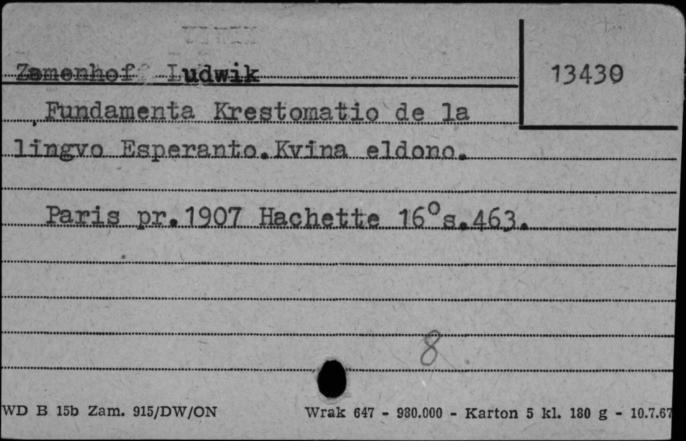 Zamenhof Ludwik
13430
Fundamenta Krestomatio de la
lingvo Esperanto.Kvina eldono.
Paris pr.1907 Hachette 16°s.463.
8
WD B 15b Zam. 915/DW/ON Wrak 647 - 980.000 - Karton 5 kl. 180 g - 10.7.67